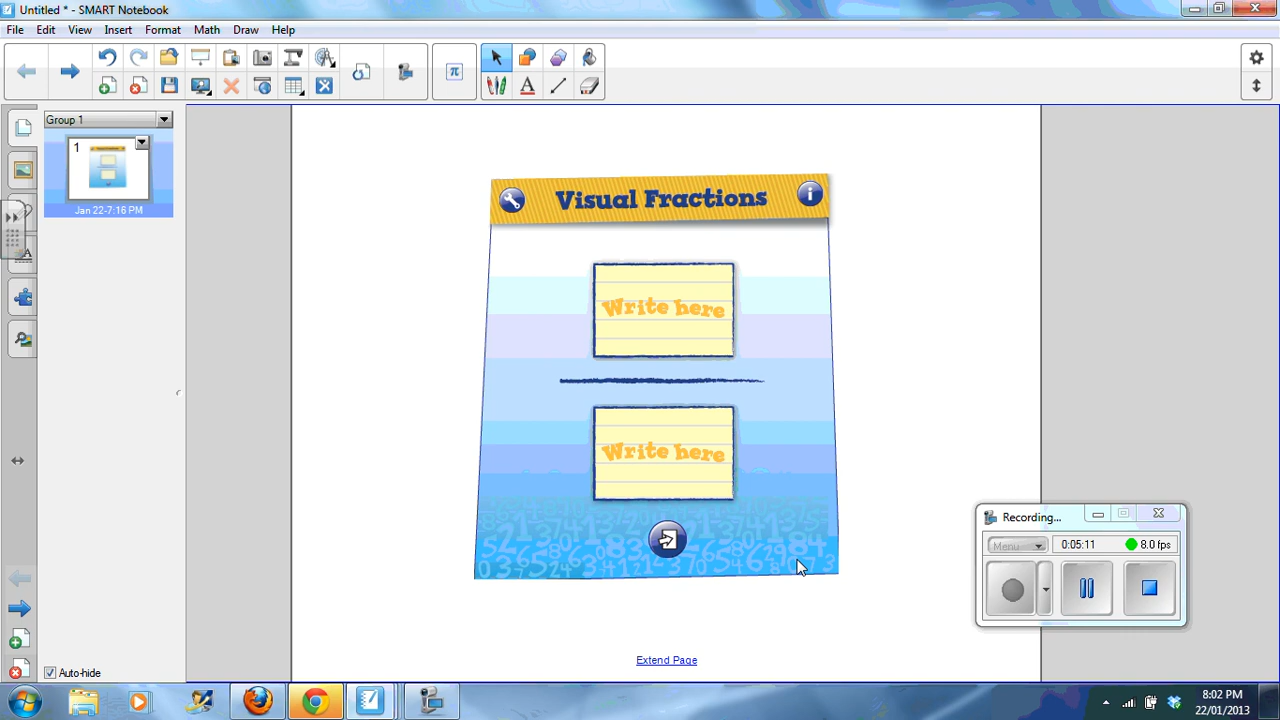 Untitled * - SMART Notebook
File Edit View Insert Format Math Draw Help
Group 1
1
Jan 22-7:16 PM
Visual Fractions
Write here
Write here
Extend Page
Recording...
Menu
0:05:11
8.0 fps
Auto-hide
8:02 PM
22/01/2013